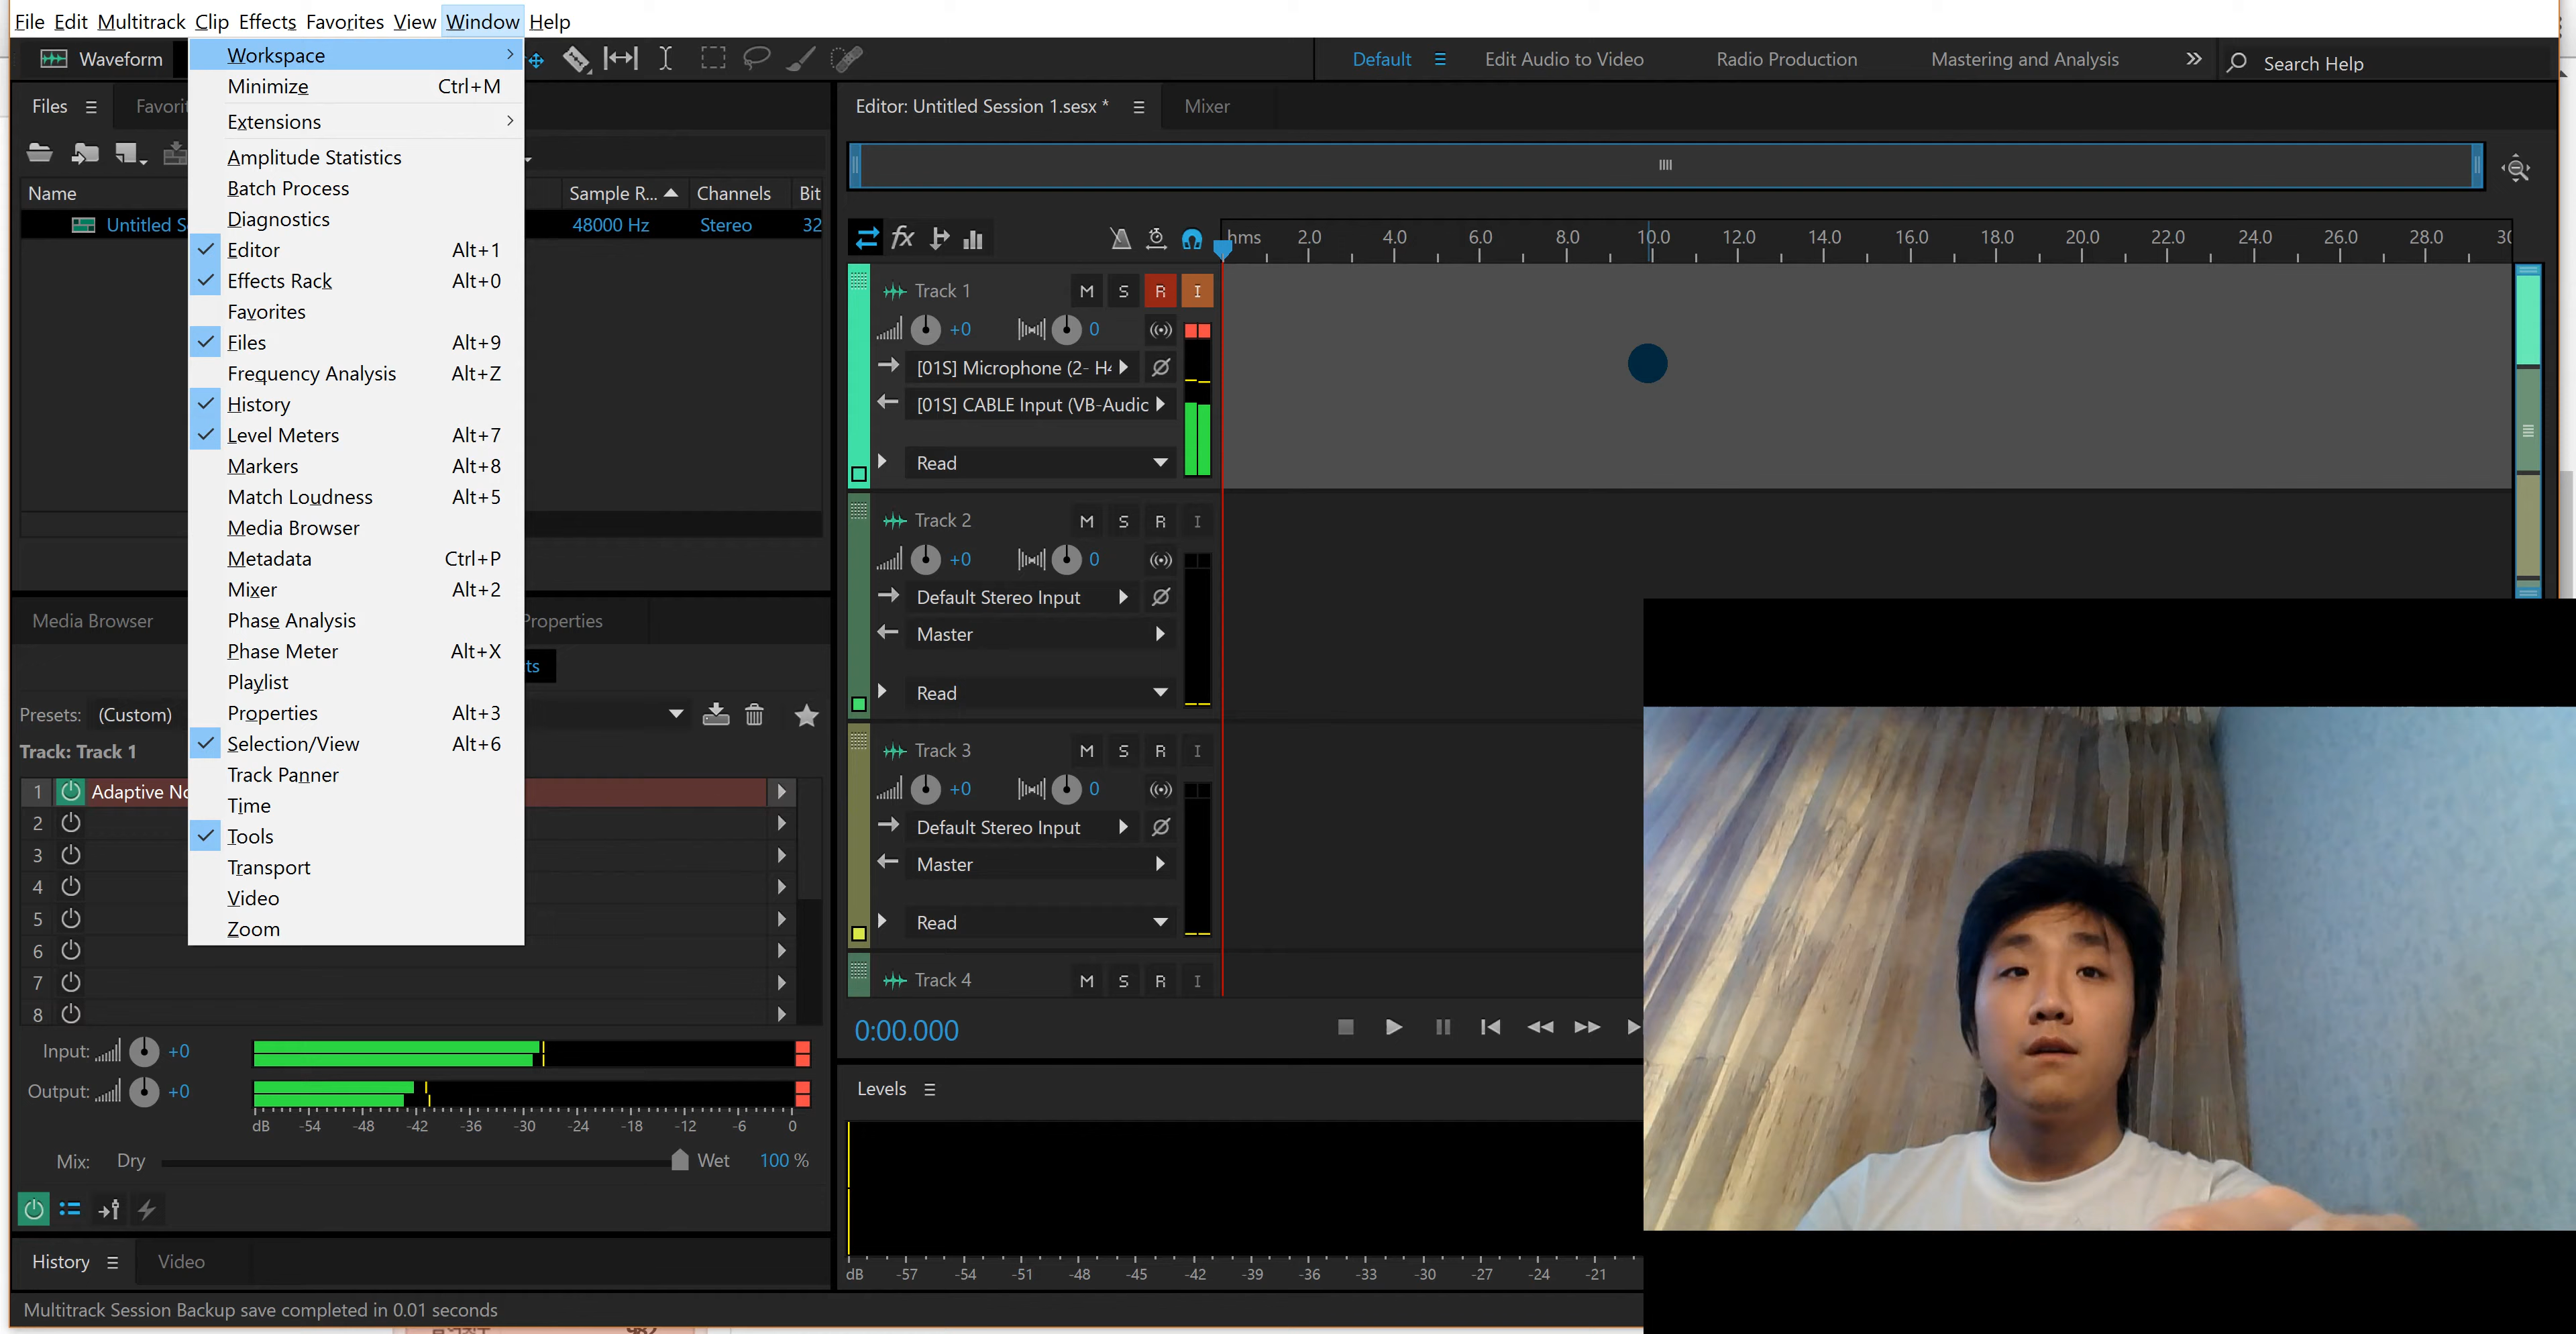 File Edit Multitrack Clip Effects Favorites View Window Help
Waveform
Default Edit Audio to Video Radio Production Mastering and Analysis Search Help
Workspace
Minimize Ctrl+M
Extensions
Amplitude Statistics
Batch Process
Diagnostics
Editor Alt+1
Effects Rack Alt+0
Favorites
Files Alt+9
Frequency Analysis Alt+Z
History
Level Meters Alt+7
Markers Alt+8
Match Loudness Alt+5
Media Browser
Metadata Ctrl+P
Mixer Alt+2
Phase Analysis
Phase Meter Alt+X
Playlist
Properties Alt+3
Selection/View Alt+6
Track Panner
Time
Tools
Transport
Video
Zoom
Files Favorit
Name Sample R... Channels Bit
Untitled S 48000 Hz Stereo 32
Media Browser Properties
ts
Presets: (Custom)
Track: Track 1
1 Adaptive No
2
3
4
5
6
7
8
Input: +0
Output: +0
dB -54 -48 -42 -36 -30 -24 -18 -12 -6 0
Mix: Dry Wet 100 %
History Video
Multitrack Session Backup save completed in 0.01 seconds
Editor: Untitled Session 1.sesx * Mixer
fx
hms 2.0 4.0 6.0 8.0 10.0 12.0 14.0 16.0 18.0 20.0 22.0 24.0 26.0 28.0 30
Track 1 M S R I
+0 0
[01S] Microphone (2- H4
[01S] CABLE Input (VB-Audic
Read
Track 2 M S R I
+0 0
Default Stereo Input
Master
Read
Track 3 M S R I
+0 0
Default Stereo Input
Master
Read
Track 4 M S R I
0:00.000
Levels
dB -57 -54 -51 -48 -45 -42 -39 -36 -33 -30 -27 -24 -21